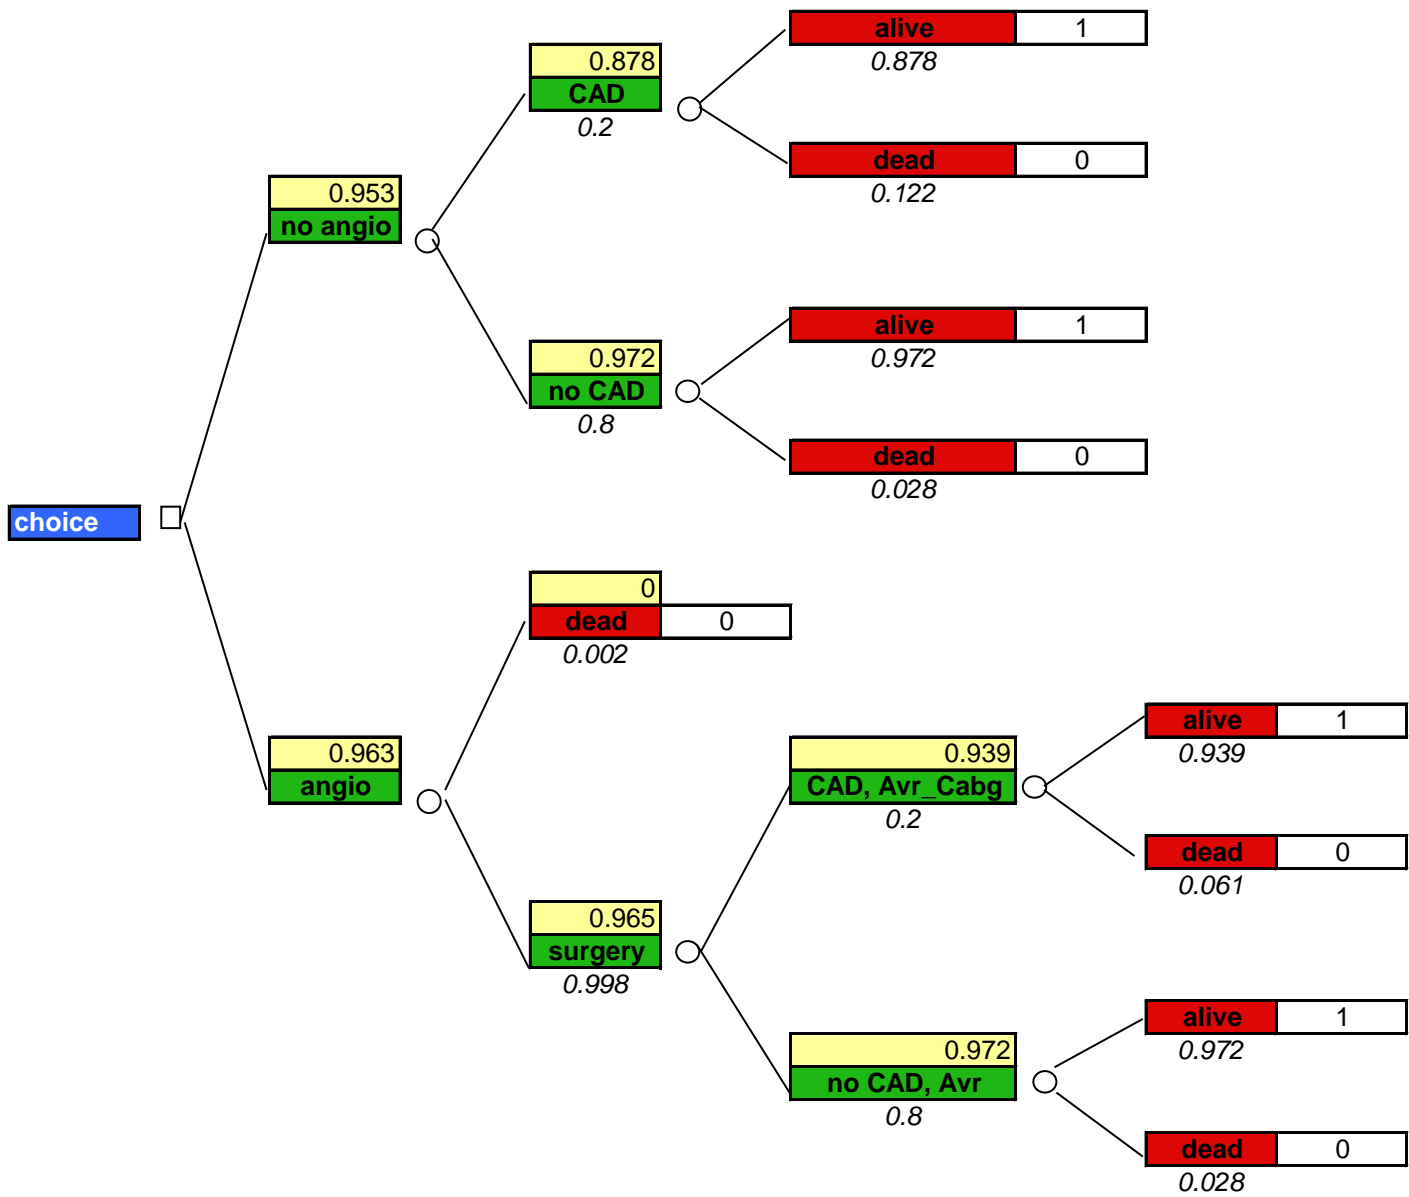 alive 1
0.878
0.878
CAD
0.2
dead 0
0.122
0.953
no angio
alive 1
0.972
0.972
no CAD
0.8
dead 0
0.028
choice
0
dead 0
0.002
alive 1
0.939
0.963
angio
0.939
CAD, Avr_Cabg
0.2
dead 0
0.061
0.965
surgery
0.998
alive 1
0.972
0.972
no CAD, Avr
0.8
dead 0
0.028